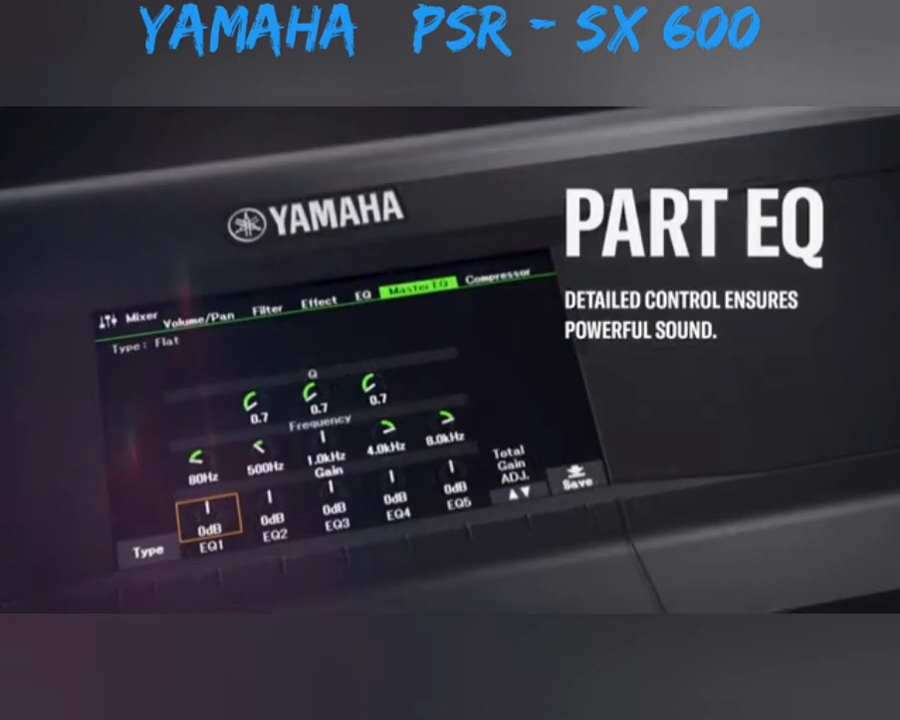 YAMAHA PSR - SX 600
YAMAHA
PART EQ
DETAILED CONTROL ENSURES
POWERFUL SOUND.
Mixer Volume/Pan Filter Effect EQ MasterEQ Compressor
Type: Flat
Q
0.7 0.7 0.7
Frequency
80Hz 500Hz 1.0kHz 4.0kHz 8.0kHz
Gain
Total
Gain
ADJ.
0dB 0dB 0dB 0dB 0dB
Save
Type EQ1 EQ2 EQ3 EQ4 EQ5